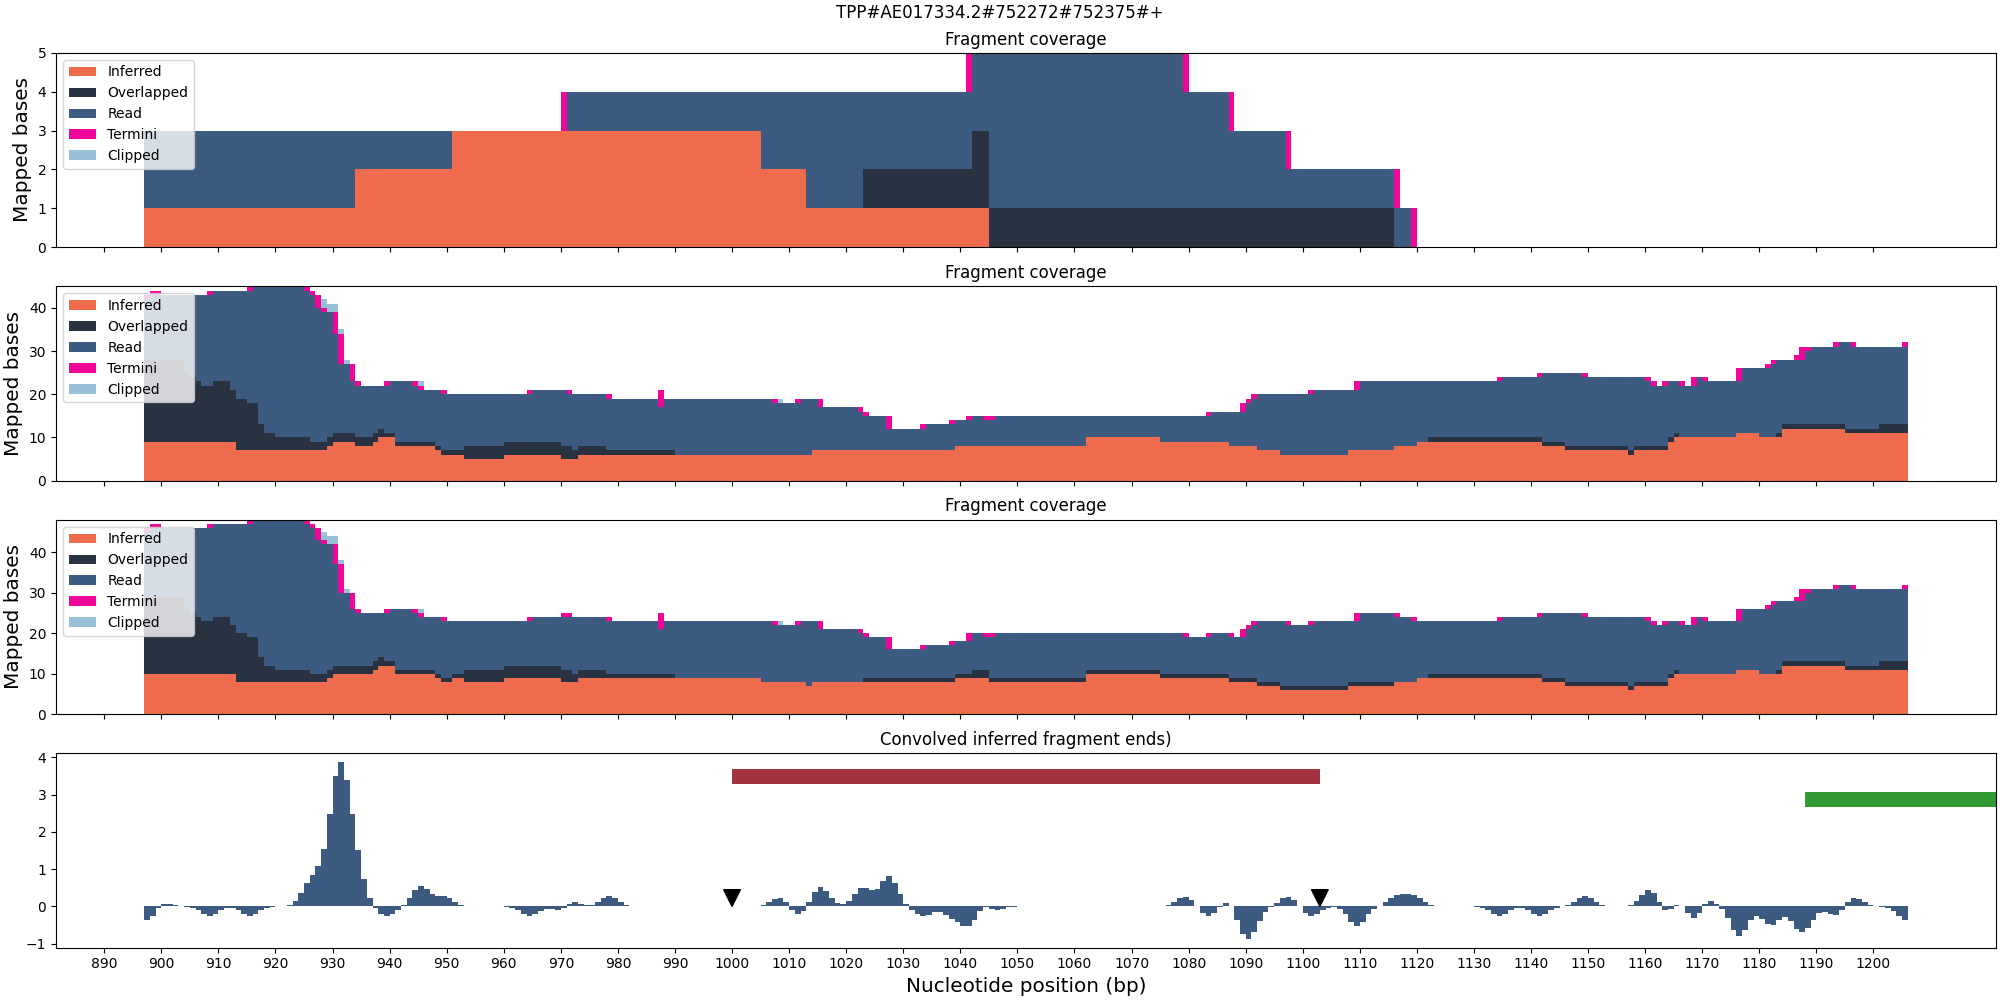 TPP#AE017334.2#752272#752375#+
Fragment coverage
Mapped bases
5
4
3
2
1
0
Inferred
Overlapped
Read
Termini
Clipped
Fragment coverage
Mapped bases
40
30
20
10
0
Inferred
Overlapped
Read
Termini
Clipped
Fragment coverage
Mapped bases
40
30
20
10
0
Inferred
Overlapped
Read
Termini
Clipped
Convolved inferred fragment ends)
4
3
2
1
0
−1
890 900 910 920 930 940 950 960 970 980 990 1000 1010 1020 1030 1040 1050 1060 1070 1080 1090 1100 1110 1120 1130 1140 1150 1160 1170 1180 1190 1200
Nucleotide position (bp)